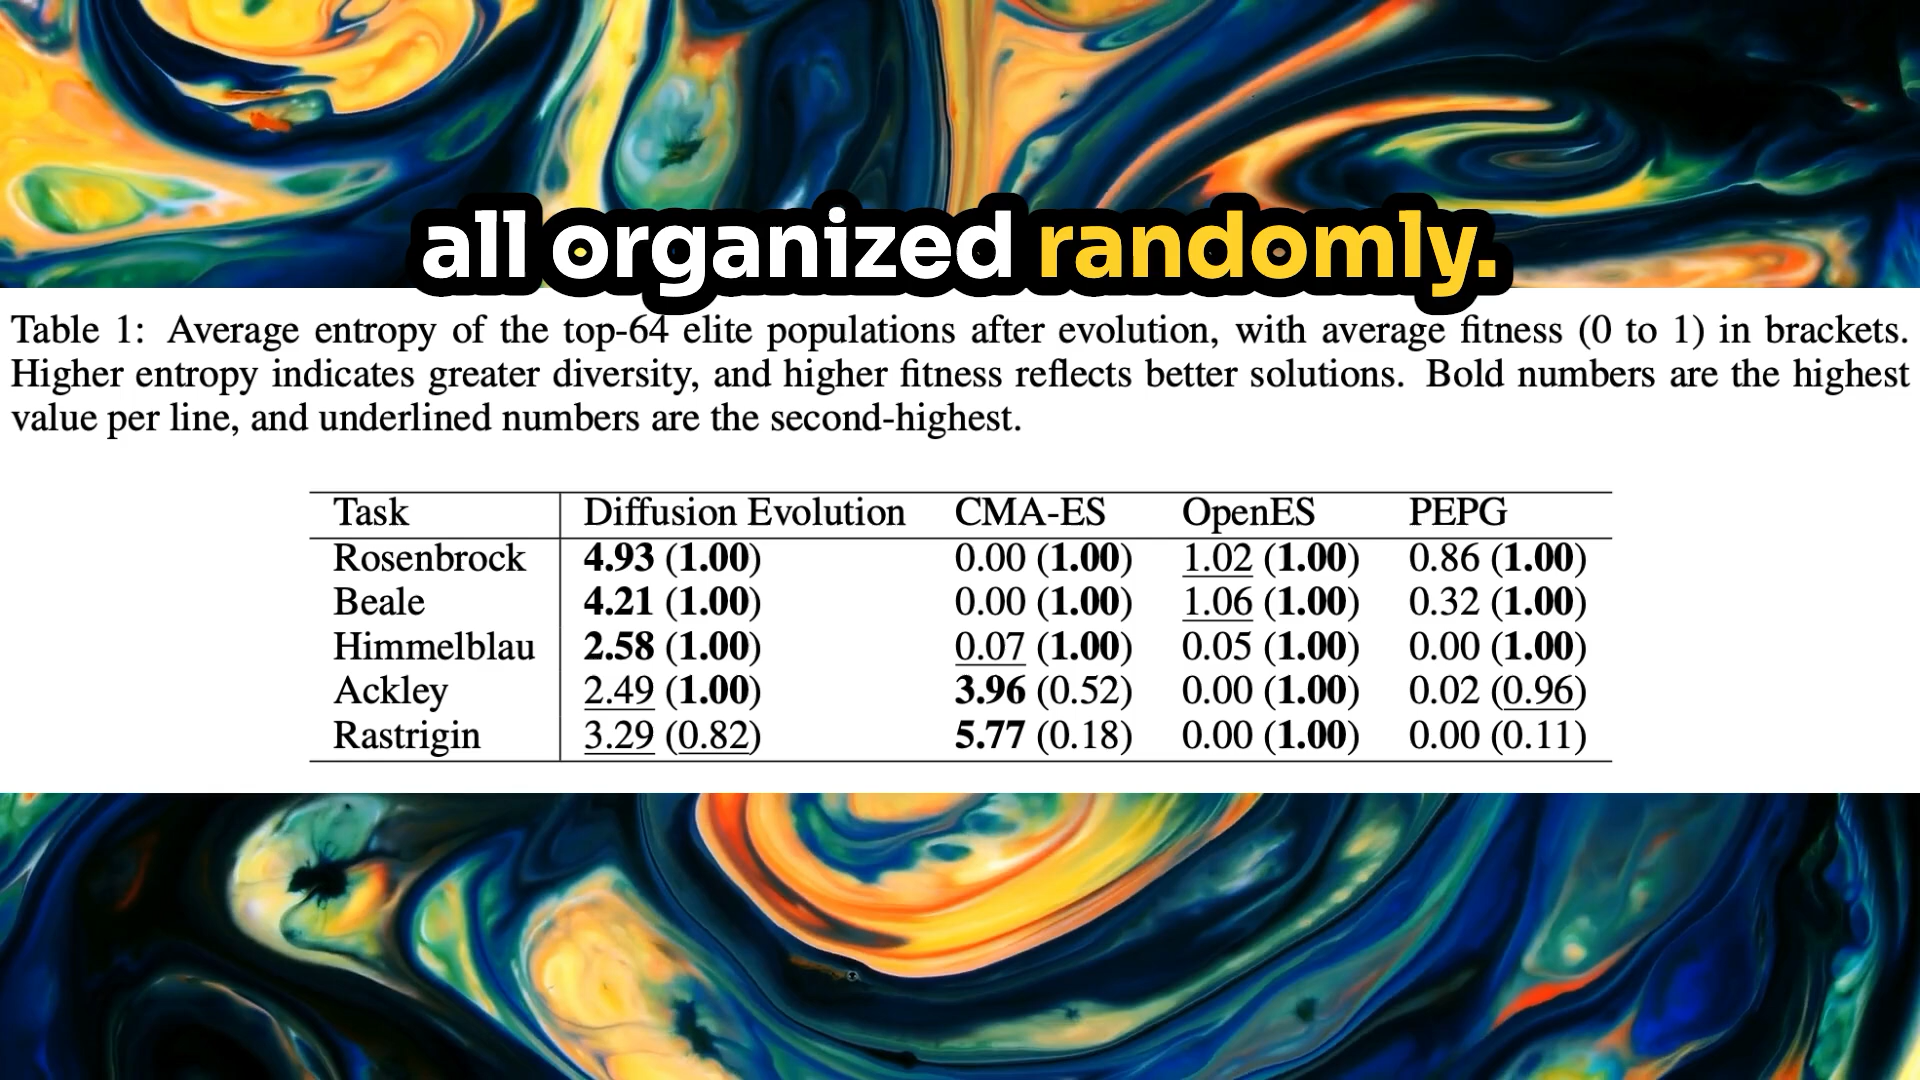 all organized randomly.
Table 1: Average entropy of the top-64 elite populations after evolution, with average fitness (0 to 1) in brackets.
Higher entropy indicates greater diversity, and higher fitness reflects better solutions. Bold numbers are the highest
value per line, and underlined numbers are the second-highest.
Task Diffusion Evolution CMA-ES OpenES PEPG
Rosenbrock 4.93 (1.00) 0.00 (1.00) 1.02 (1.00) 0.86 (1.00)
Beale 4.21 (1.00) 0.00 (1.00) 1.06 (1.00) 0.32 (1.00)
Himmelblau 2.58 (1.00) 0.07 (1.00) 0.05 (1.00) 0.00 (1.00)
Ackley 2.49 (1.00) 3.96 (0.52) 0.00 (1.00) 0.02 (0.96)
Rastrigin 3.29 (0.82) 5.77 (0.18) 0.00 (1.00) 0.00 (0.11)